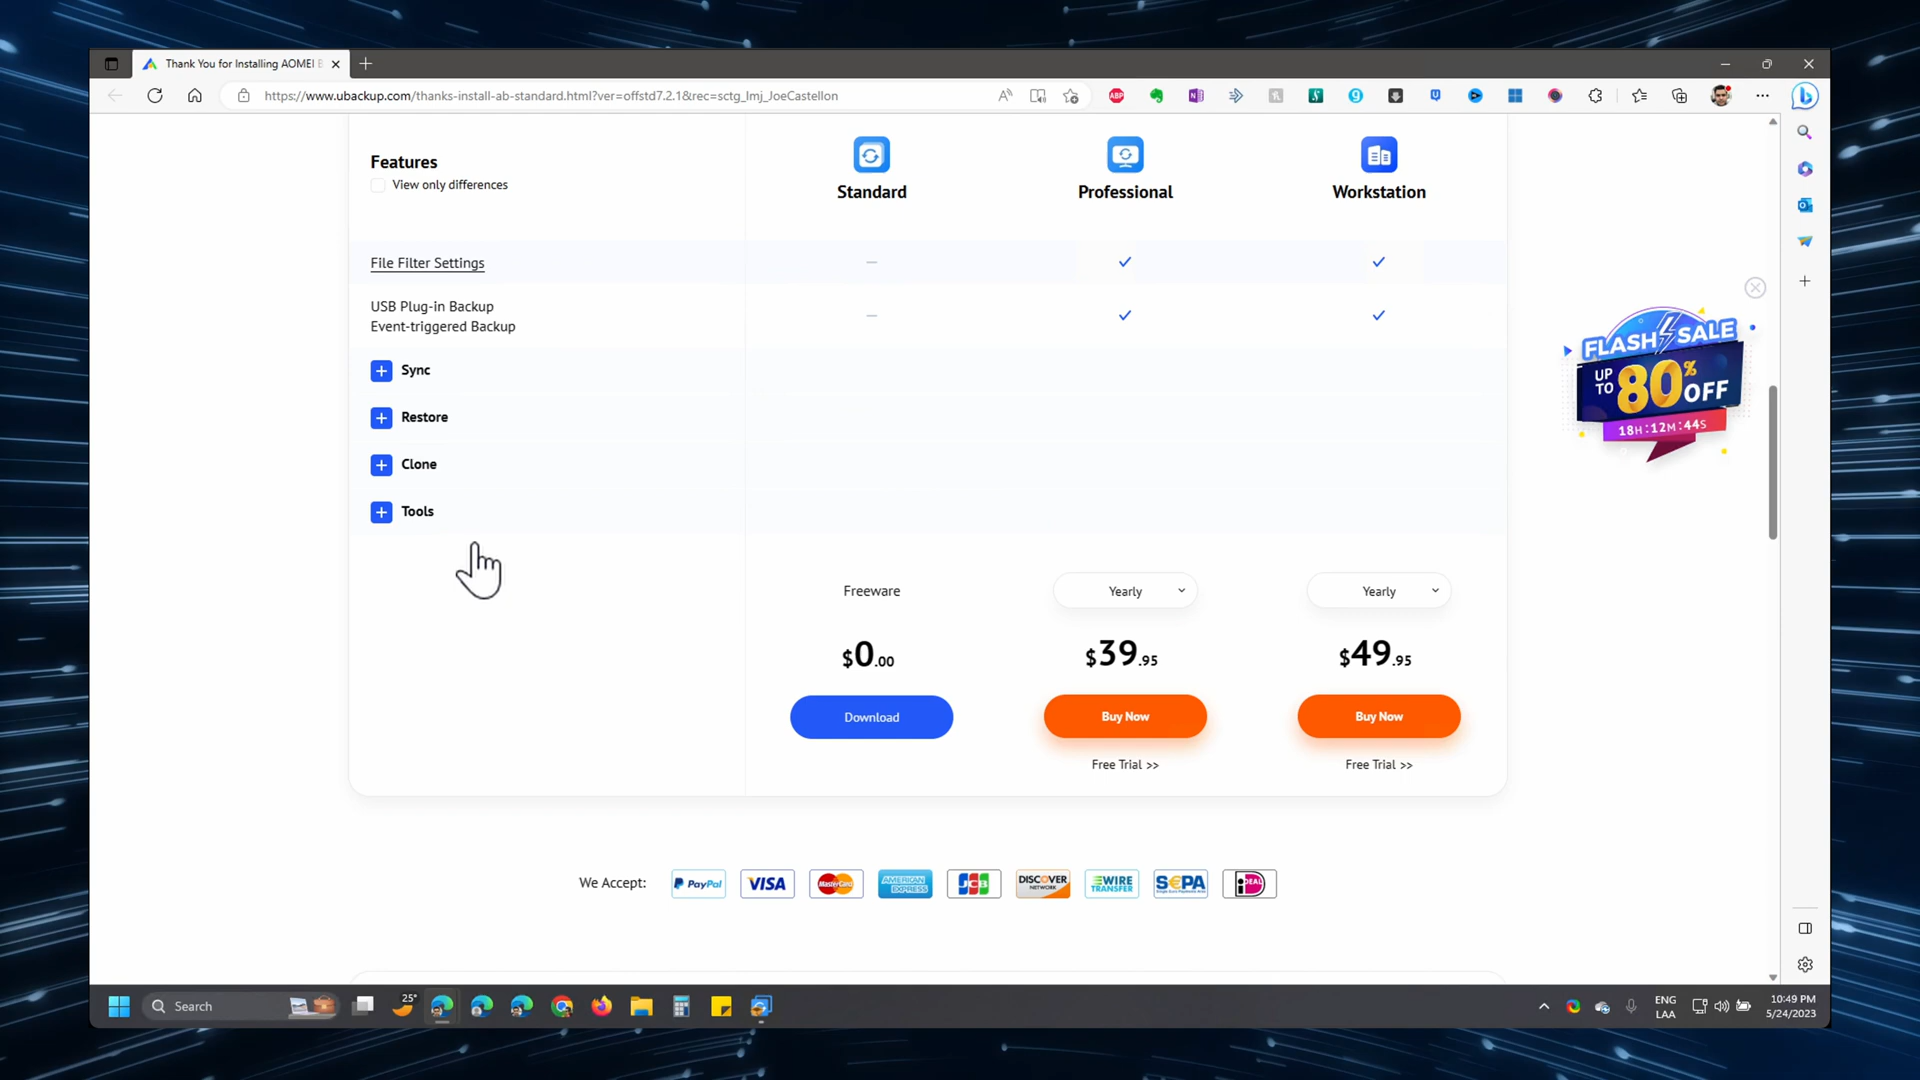 Thank You for Installing AOMEI B
https://www.ubackup.com/thanks-install-ab-standard.html?ver=offstd7.2.1&rec=sctg_lmj_JoeCastellon
ABP
Features
View only differences
Standard
Professional
Workstation
File Filter Settings
USB Plug-in Backup
Event-triggered Backup
Sync
Restore
Clone
Tools
FLASH SALE
UP TO 80% OFF
18H:12M:44S
Freeware
Yearly
Yearly
$0.00
$39.95
$49.95
Download
Buy Now
Buy Now
Free Trial >>
Free Trial >>
We Accept:
PayPal
VISA
MasterCard
AMERICAN EXPRESS
JCB
DISCOVER NETWORK
WIRE TRANSFER
SEPA
iDEAL
Search
25°
ENG
LAA
10:49 PM
5/24/2023